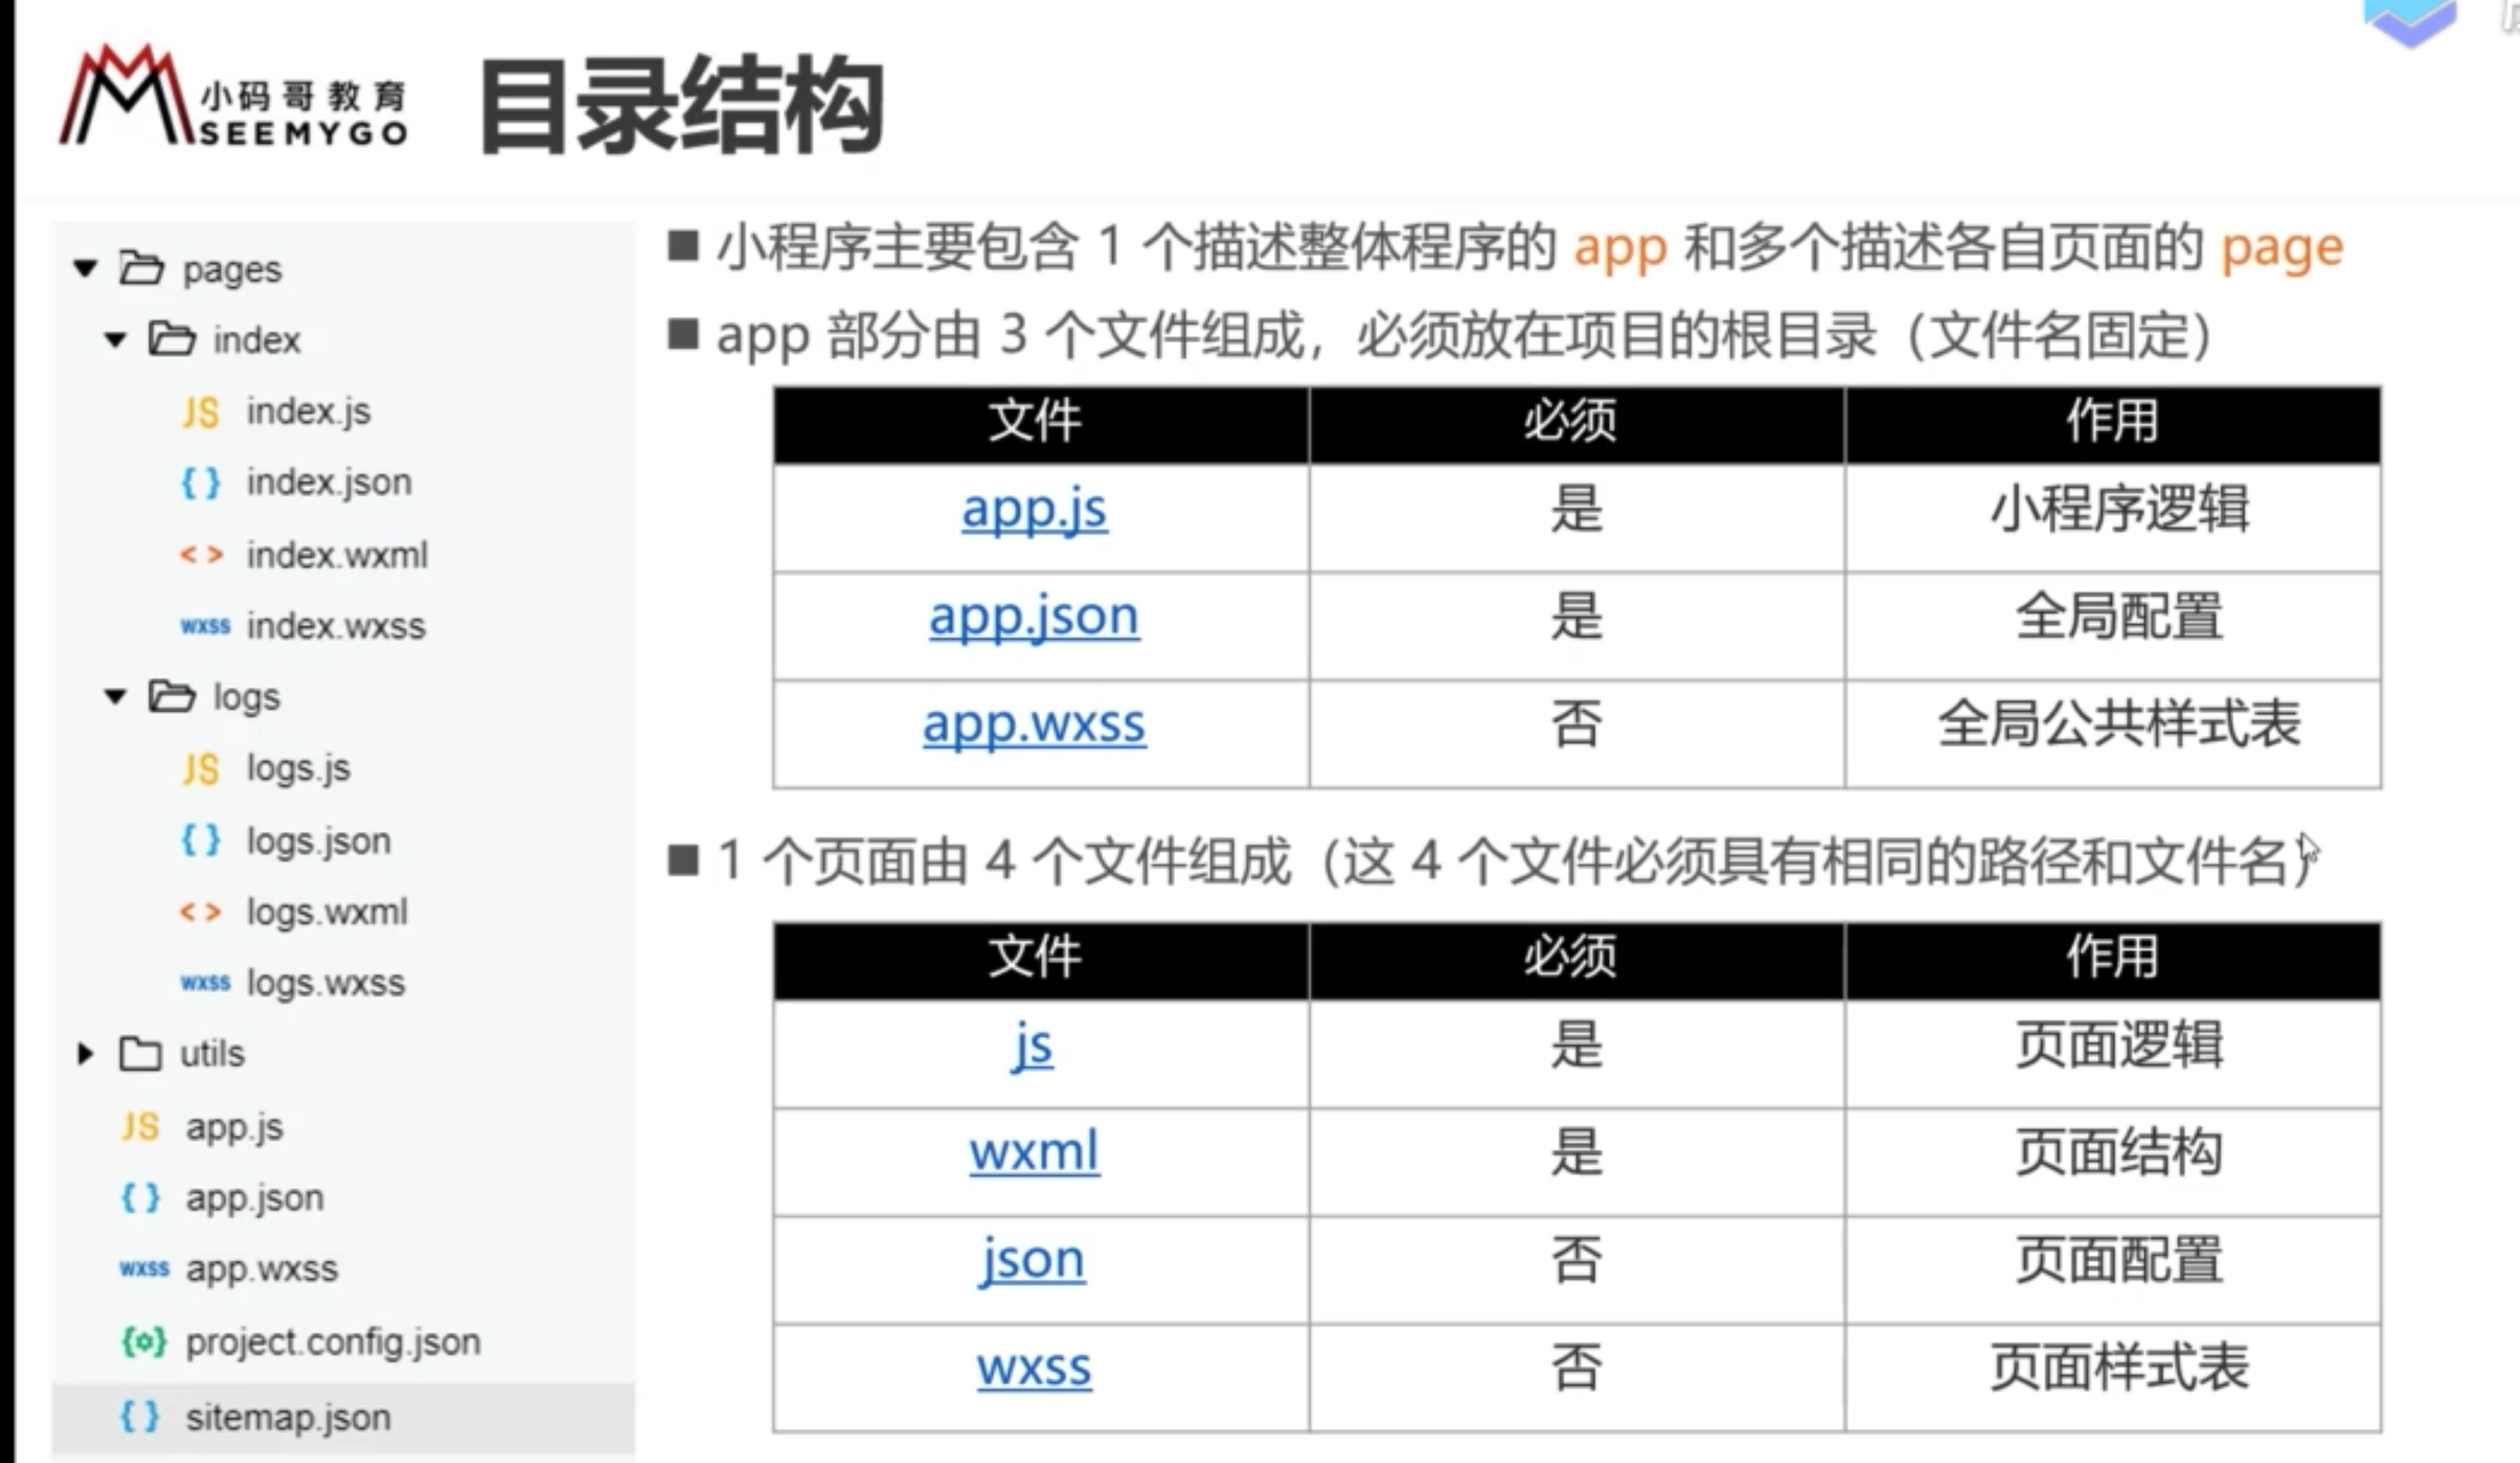 小码哥教育
SEEMYGO
目录结构
pages
index
JS index.js
{ } index.json
< > index.wxml
wxss index.wxss
logs
JS logs.js
{ } logs.json
< > logs.wxml
wxss logs.wxss
utils
JS app.js
{ } app.json
wxss app.wxss
project.config.json
{ } sitemap.json
■ 小程序主要包含 1 个描述整体程序的 app 和多个描述各自页面的 page
■ app 部分由 3 个文件组成，必须放在项目的根目录（文件名固定）
文件 必须 作用
app.js 是 小程序逻辑
app.json 是 全局配置
app.wxss 否 全局公共样式表
■ 1 个页面由 4 个文件组成（这 4 个文件必须具有相同的路径和文件名）
文件 必须 作用
js 是 页面逻辑
wxml 是 页面结构
json 否 页面配置
wxss 否 页面样式表